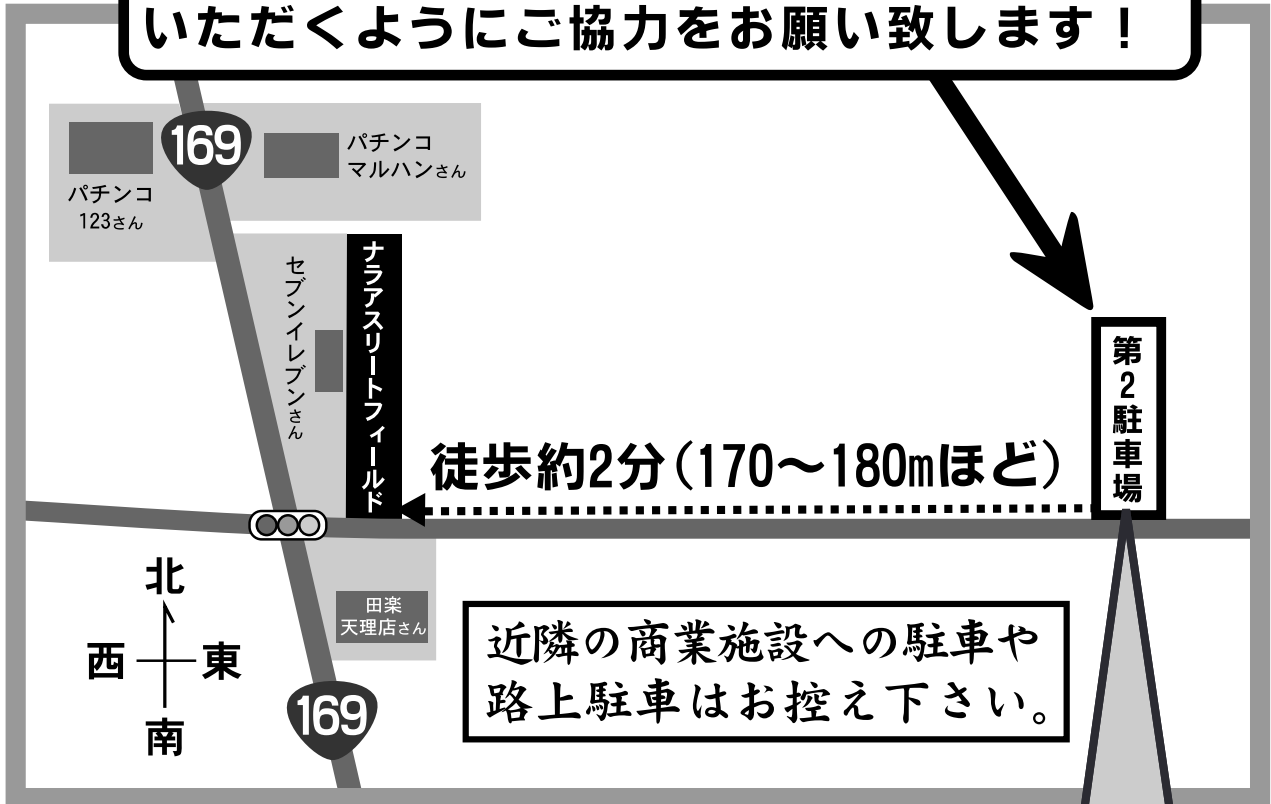 いただくようにご協力をお願い致します！
169
パチンコ
123さん
パチンコ
マルハンさん
セブンイレブンさん
ナラアスリートフィールド
第2駐車場
徒歩約2分(170～180mほど)
北
西
東
南
田楽
天理店さん
169
近隣の商業施設への駐車や
路上駐車はお控え下さい。